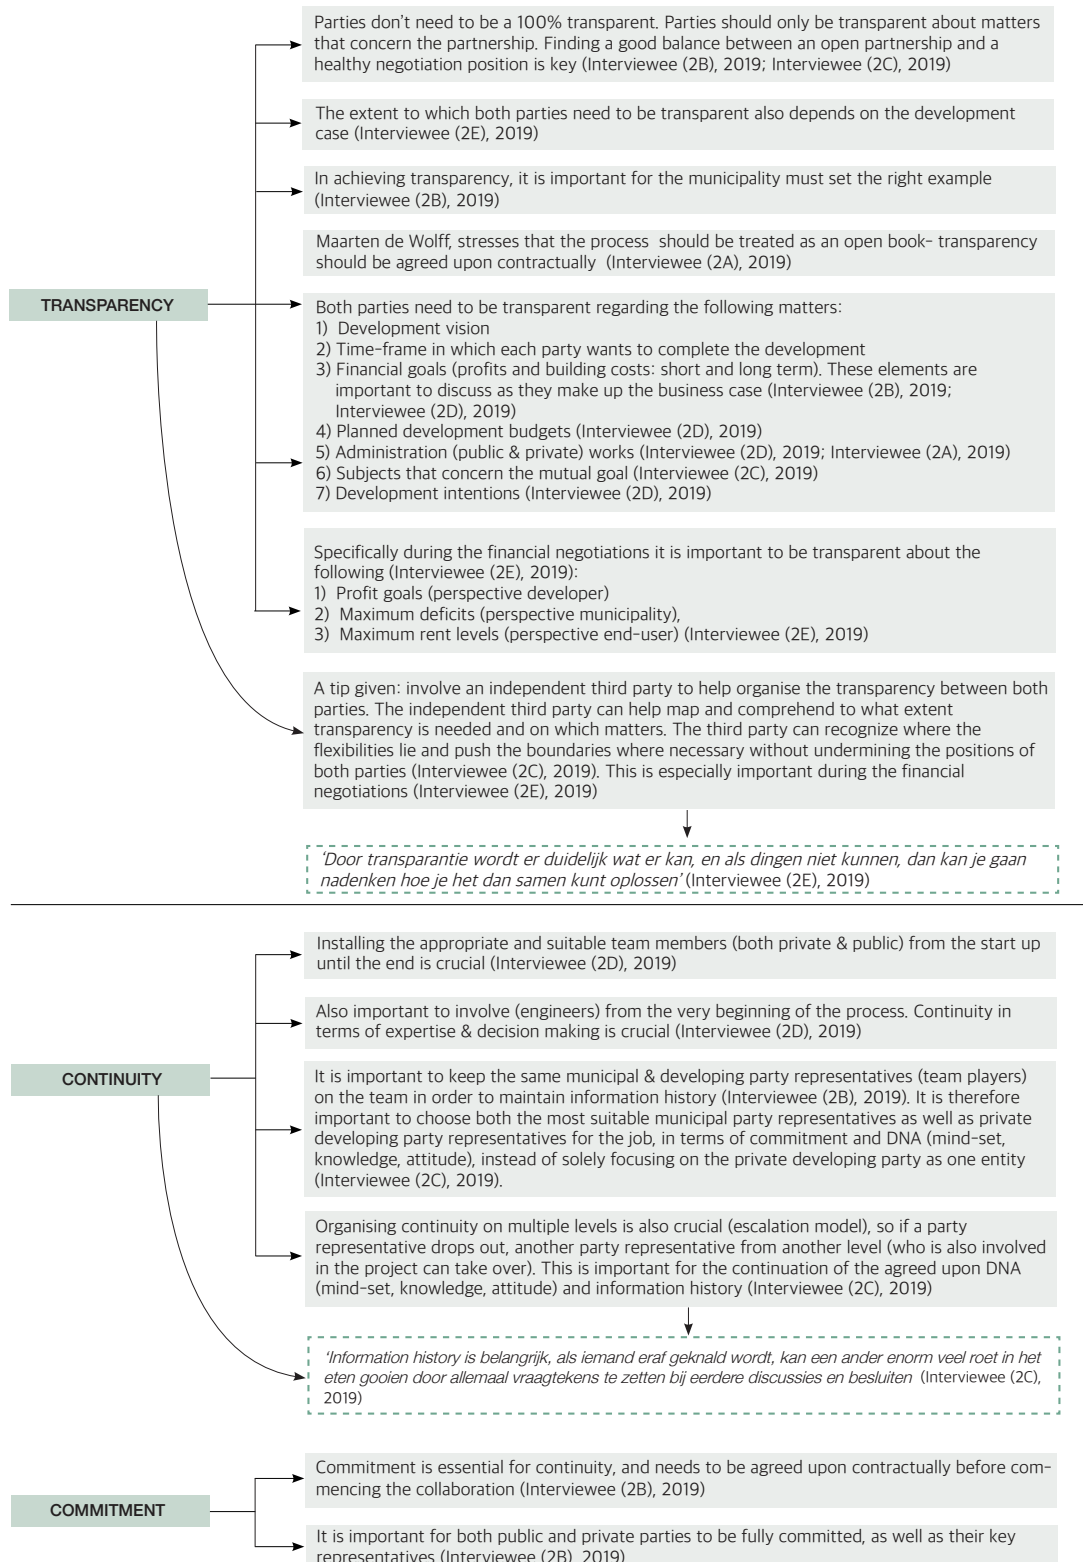 Parties don't need to be a 100% transparent. Parties should only be transparent about matters
that concern the partnership. Finding a good balance between an open partnership and a
healthy negotiation position is key (Interviewee (2B), 2019; Interviewee (2C), 2019)
The extent to which both parties need to be transparent also depends on the development
case (Interviewee (2E), 2019)
In achieving transparency, it is important for the municipality must set the right example
(Interviewee (2B), 2019)
Maarten de Wolff, stresses that the process should be treated as an open book- transparency
should be agreed upon contractually (Interviewee (2A), 2019)
TRANSPARENCY
Both parties need to be transparent regarding the following matters:
1) Development vision
2) Time-frame in which each party wants to complete the development
3) Financial goals (profits and building costs: short and long term). These elements are
important to discuss as they make up the business case (Interviewee (2B), 2019;
Interviewee (2D), 2019)
4) Planned development budgets (Interviewee (2D), 2019)
5) Administration (public & private) works (Interviewee (2D), 2019; Interviewee (2A), 2019)
6) Subjects that concern the mutual goal (Interviewee (2C), 2019)
7) Development intentions (Interviewee (2D), 2019)
Specifically during the financial negotiations it is important to be transparent about the
following (Interviewee (2E), 2019):
1) Profit goals (perspective developer)
2) Maximum deficits (perspective municipality),
3) Maximum rent levels (perspective end-user) (Interviewee (2E), 2019)
A tip given: involve an independent third party to help organise the transparency between both
parties. The independent third party can help map and comprehend to what extent
transparency is needed and on which matters. The third party can recognize where the
flexibilities lie and push the boundaries where necessary without undermining the positions of
both parties (Interviewee (2C), 2019). This is especially important during the financial
negotiations (Interviewee (2E), 2019)
'Door transparantie wordt er duidelijk wat er kan, en als dingen niet kunnen, dan kan je gaan
nadenken hoe je het dan samen kunt oplossen' (Interviewee (2E), 2019)
Installing the appropriate and suitable team members (both private & public) from the start up
until the end is crucial (Interviewee (2D), 2019)
Also important to involve (engineers) from the very beginning of the process. Continuity in
terms of expertise & decision making is crucial (Interviewee (2D), 2019)
CONTINUITY
It is important to keep the same municipal & developing party representatives (team players)
on the team in order to maintain information history (Interviewee (2B), 2019). It is therefore
important to choose both the most suitable municipal party representatives as well as private
developing party representatives for the job, in terms of commitment and DNA (mind-set,
knowledge, attitude), instead of solely focusing on the private developing party as one entity
(Interviewee (2C), 2019).
Organising continuity on multiple levels is also crucial (escalation model), so if a party
representative drops out, another party representative from another level (who is also involved
in the project can take over). This is important for the continuation of the agreed upon DNA
(mind-set, knowledge, attitude) and information history (Interviewee (2C), 2019)
'Information history is belangrijk, als iemand eraf geknald wordt, kan een ander enorm veel roet in het
eten gooien door allemaal vraagtekens te zetten bij eerdere discussies en besluiten (Interviewee (2C),
2019)
Commitment is essential for continuity, and needs to be agreed upon contractually before com-
mencing the collaboration (Interviewee (2B), 2019)
COMMITMENT
It is important for both public and private parties to be fully committed, as well as their key
representatives (Interviewee (2B), 2019)